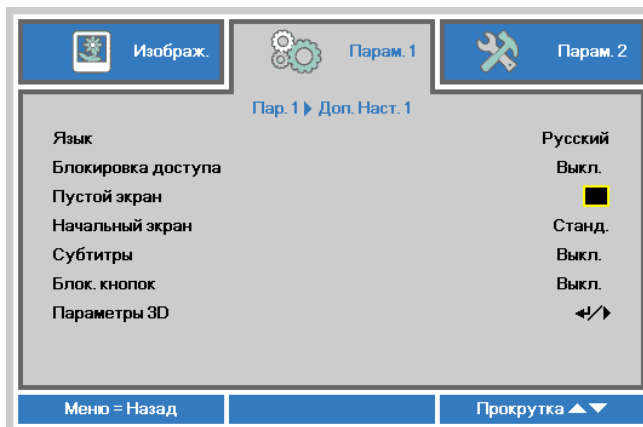 Изображ.
Парам. 1
Парам. 2
Пар. 1 Доп. Наст. 1
Язык Русский
Блокировка доступа Выкл.
Пустой экран
Начальный экран Станд.
Субтитры Выкл.
Блок. кнопок Выкл.
Параметры 3D
Меню = Назад
Прокрутка